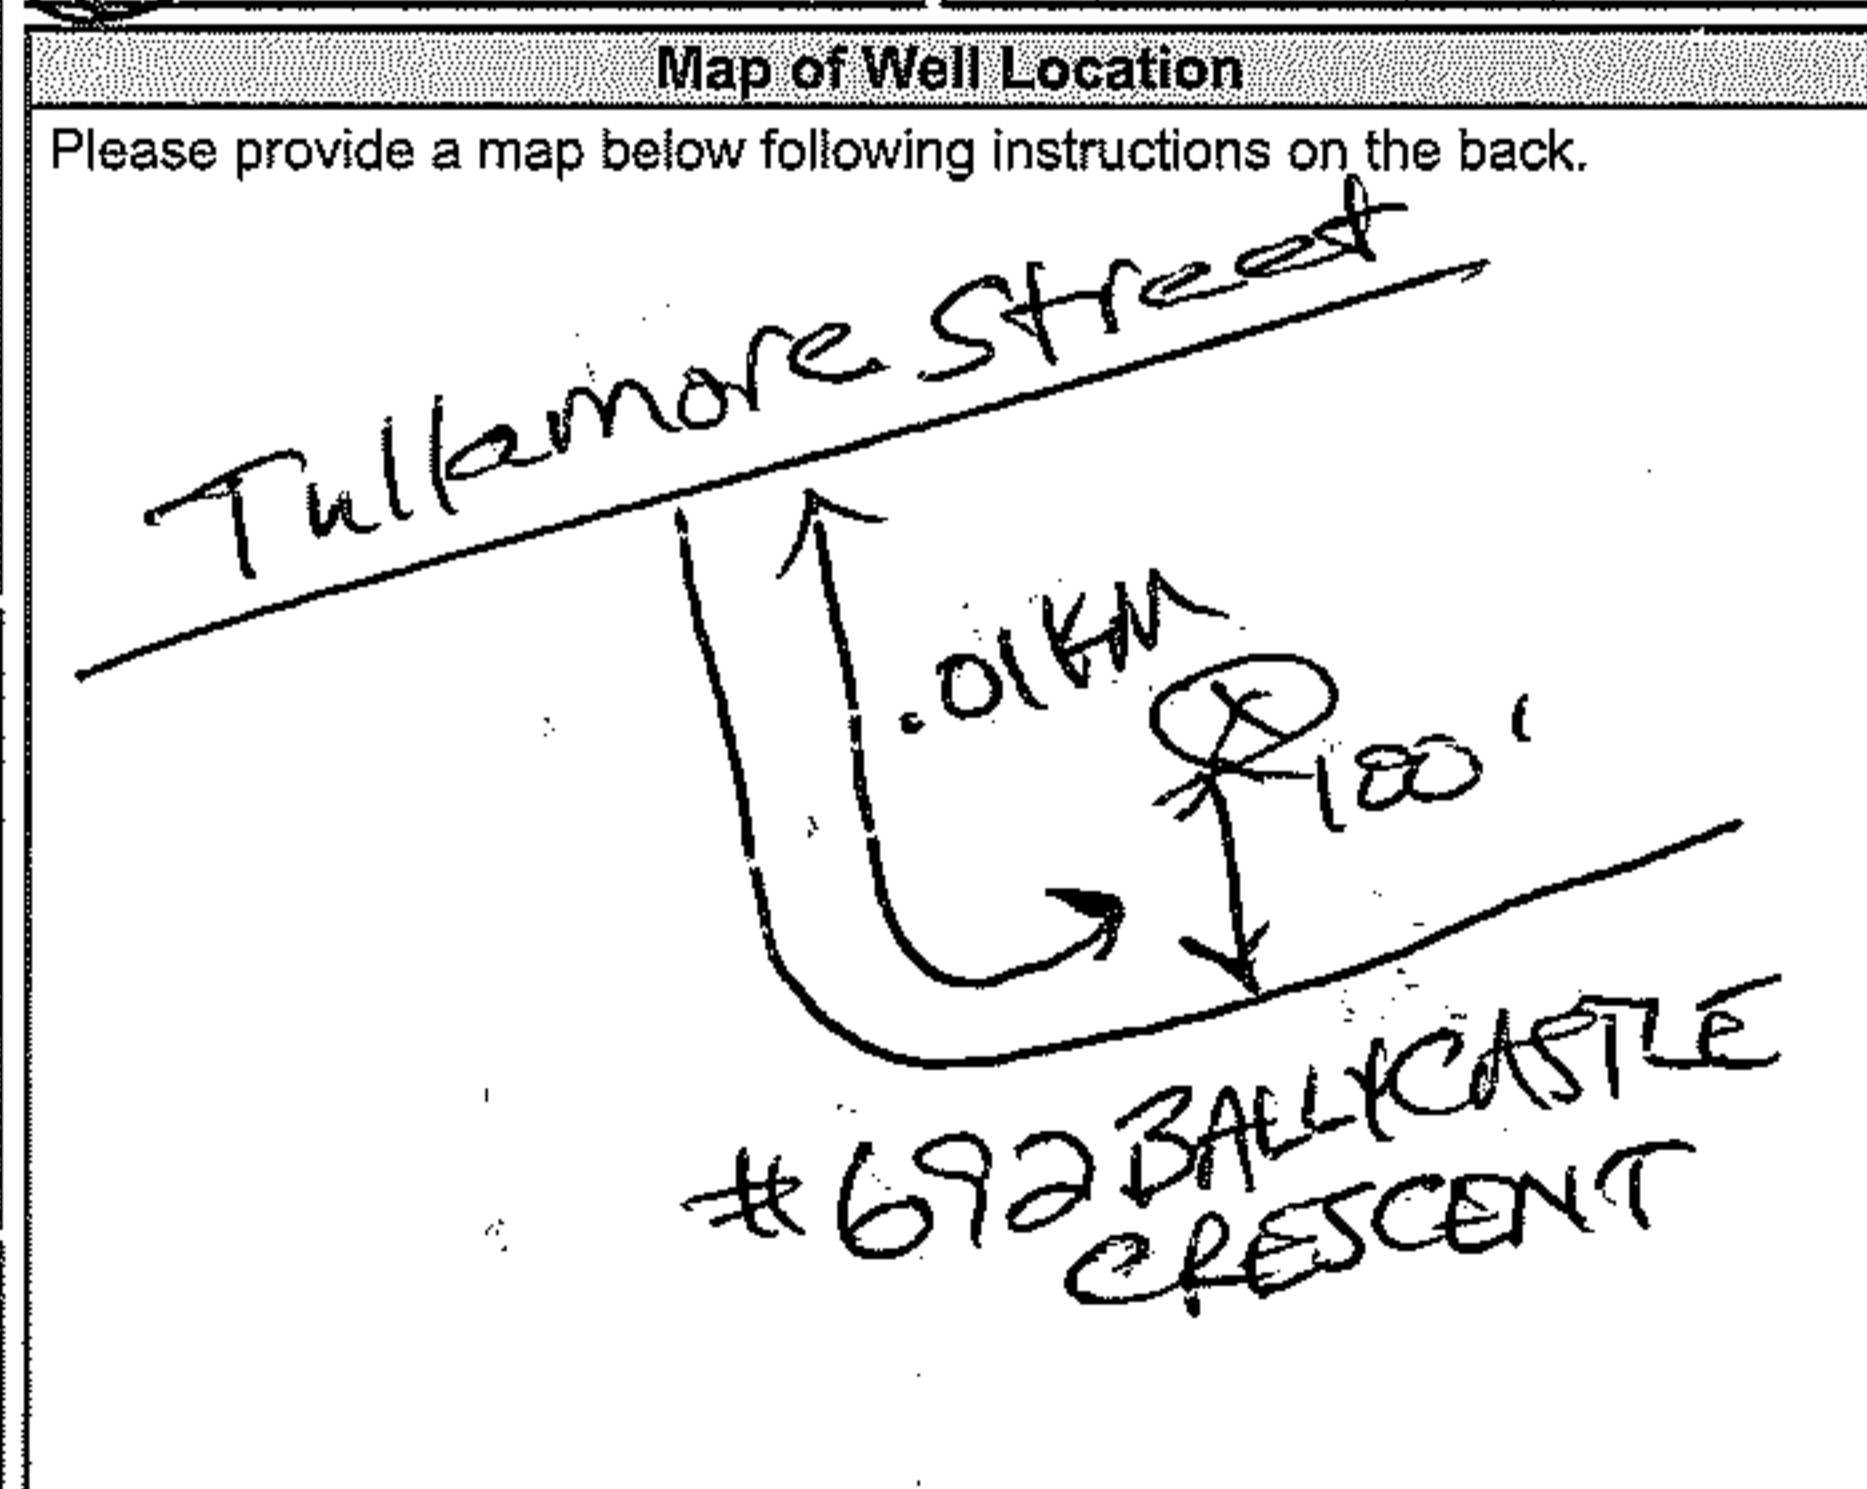 Map of Well Location
Please provide a map below following instructions on the back.
Tullamore Street
.01KM
100'
#692 BALLYCASTLE
CRESCENT